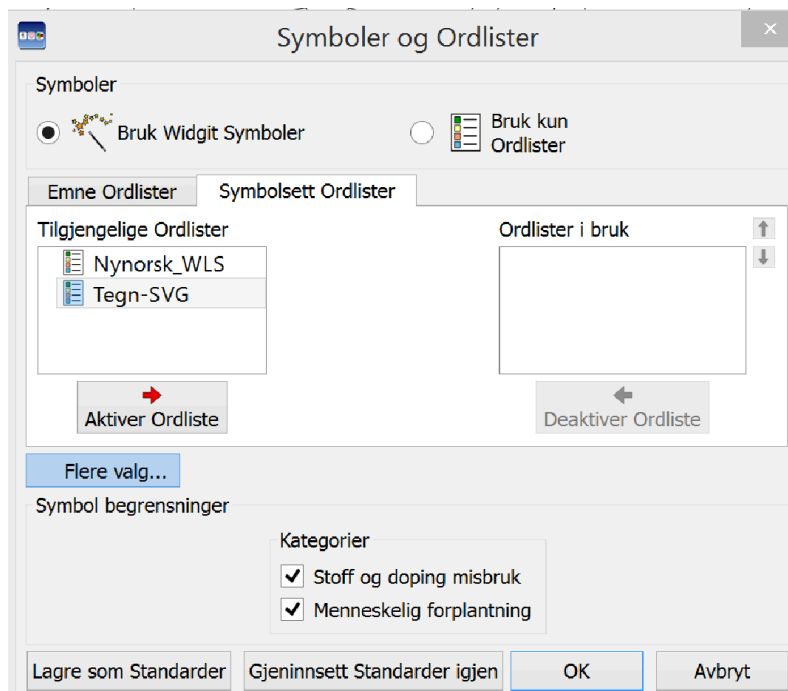 Symboler og Ordlister
Symboler
Bruk Widgit Symboler
Bruk kun
Ordlister
Emne Ordlister
Symbolsett Ordlister
Tilgjengelige Ordlister
Ordlister i bruk
Nynorsk_WLS
Tegn-SVG
Aktiver Ordliste
Deaktiver Ordliste
Flere valg...
Symbol begrensninger
Kategorier
Stoff og doping misbruk
Menneskelig forplantning
Lagre som Standarder
Gjeninnsett Standarder igjen
OK
Avbryt